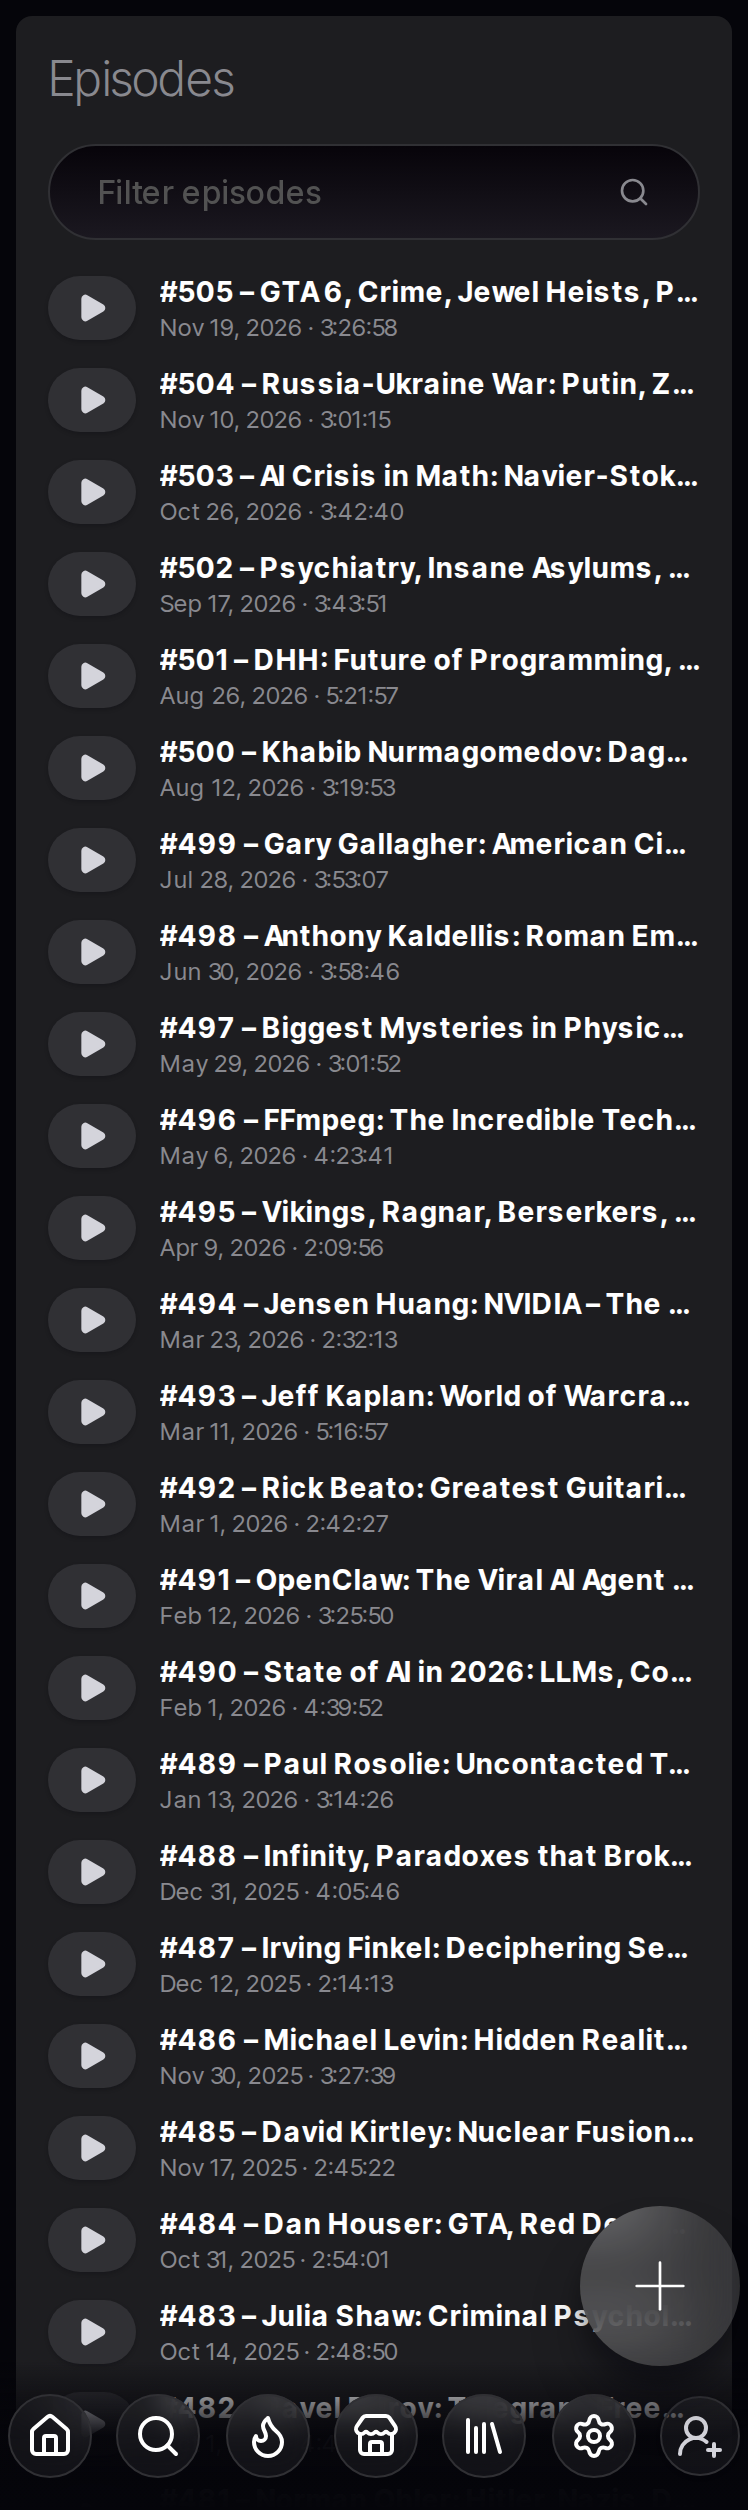 Episodes
Filter episodes
#505 – GTA 6, Crime, Jewel Heists, P...
Nov 19, 2026 · 3:26:58
#504 – Russia-Ukraine War: Putin, Z...
Nov 10, 2026 · 3:01:15
#503 – AI Crisis in Math: Navier-Stok...
Oct 26, 2026 · 3:42:40
#502 – Psychiatry, Insane Asylums, ...
Sep 17, 2026 · 3:43:51
#501 – DHH: Future of Programming, ...
Aug 26, 2026 · 5:21:57
#500 – Khabib Nurmagomedov: Dag...
Aug 12, 2026 · 3:19:53
#499 – Gary Gallagher: American Ci...
Jul 28, 2026 · 3:53:07
#498 – Anthony Kaldellis: Roman Em...
Jun 30, 2026 · 3:58:46
#497 – Biggest Mysteries in Physic...
May 29, 2026 · 3:01:52
#496 – FFmpeg: The Incredible Tech...
May 6, 2026 · 4:23:41
#495 – Vikings, Ragnar, Berserkers, ...
Apr 9, 2026 · 2:09:56
#494 – Jensen Huang: NVIDIA – The ...
Mar 23, 2026 · 2:32:13
#493 – Jeff Kaplan: World of Warcra...
Mar 11, 2026 · 5:16:57
#492 – Rick Beato: Greatest Guitari...
Mar 1, 2026 · 2:42:27
#491 – OpenClaw: The Viral AI Agent ...
Feb 12, 2026 · 3:25:50
#490 – State of AI in 2026: LLMs, Co...
Feb 1, 2026 · 4:39:52
#489 – Paul Rosolie: Uncontacted T...
Jan 13, 2026 · 3:14:26
#488 – Infinity, Paradoxes that Brok...
Dec 31, 2025 · 4:05:46
#487 – Irving Finkel: Deciphering Se...
Dec 12, 2025 · 2:14:13
#486 – Michael Levin: Hidden Realit...
Nov 30, 2025 · 3:27:39
#485 – David Kirtley: Nuclear Fusion...
Nov 17, 2025 · 2:45:22
#484 – Dan Houser: GTA, Red
Oct 31, 2025 · 2:54:01
#483 – Julia Shaw: Criminal Psychol...
Oct 14, 2025 · 2:48:50
482